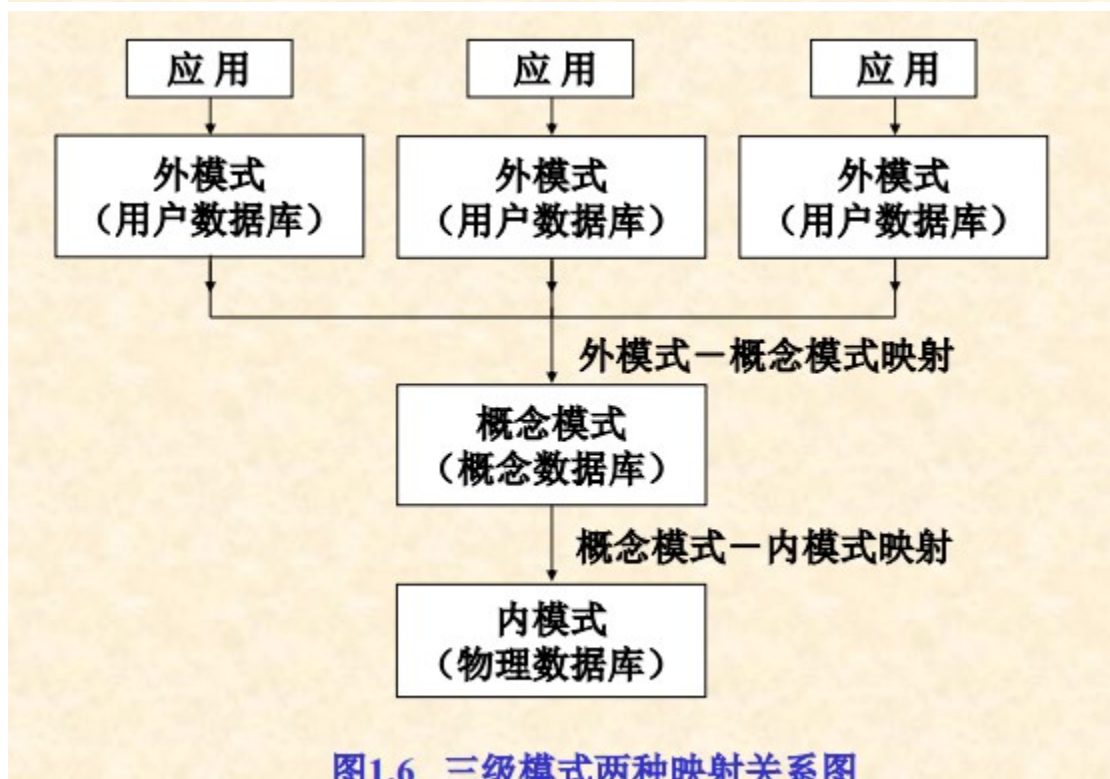 应 用
应 用
应 用
外模式
（用户数据库）
外模式
（用户数据库）
外模式
（用户数据库）
外模式－概念模式映射
概念模式
（概念数据库）
概念模式－内模式映射
内模式
（物理数据库）
图1.6 三级模式两种映射关系图